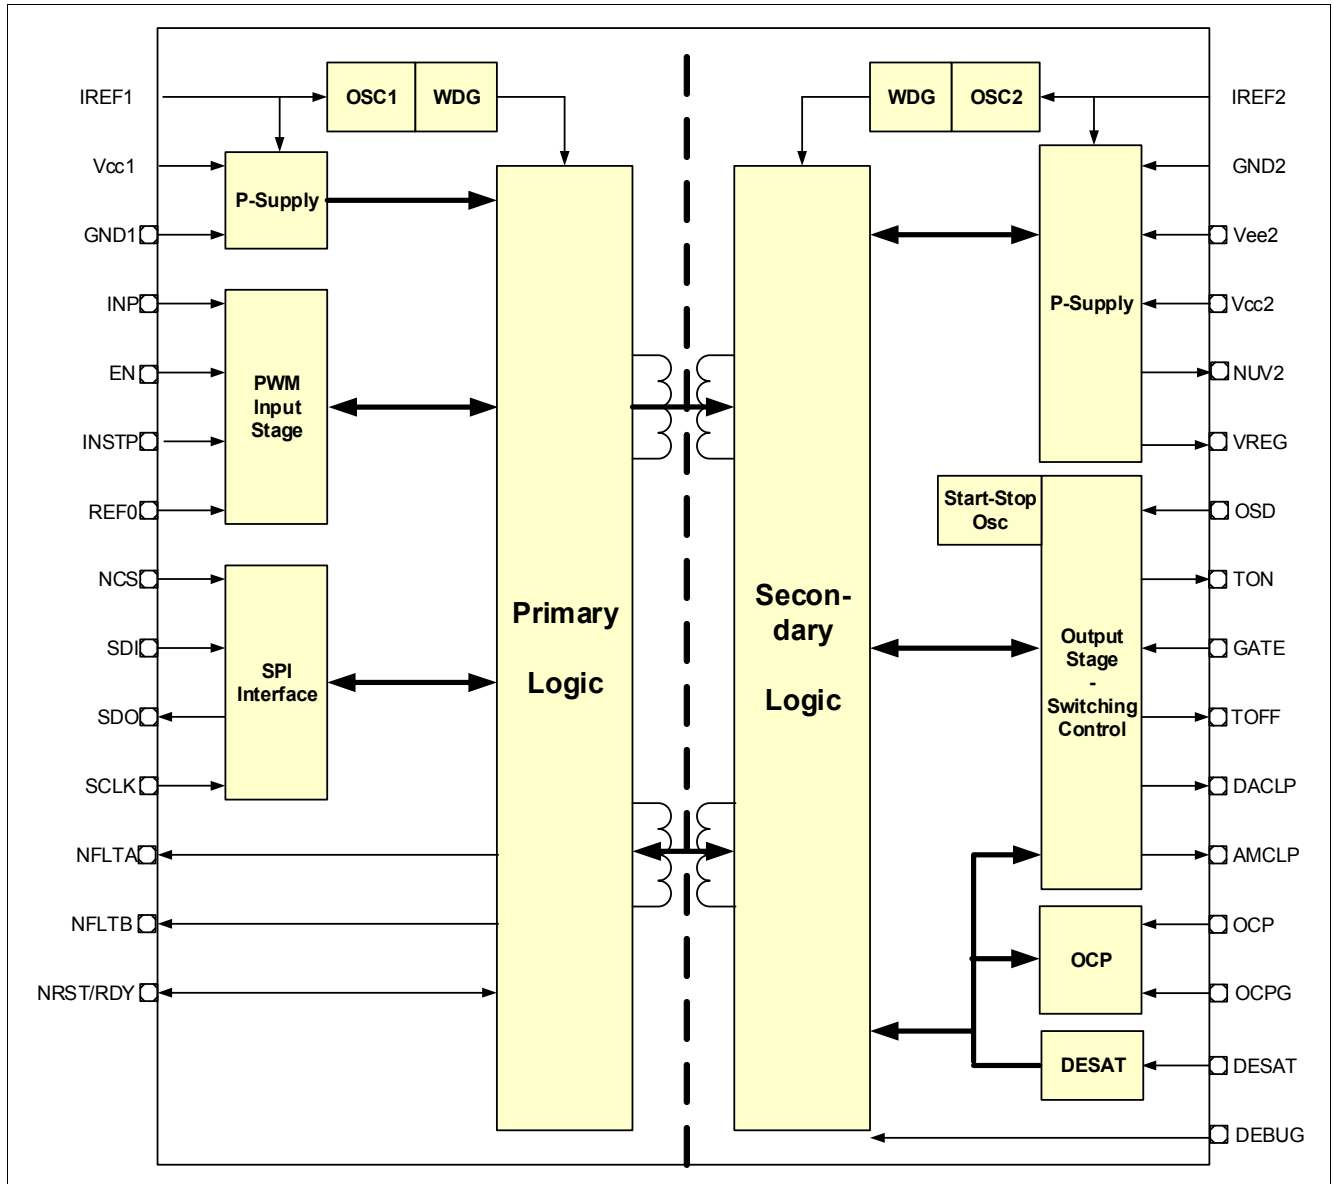 IREF1
OSC1
WDG
WDG
OSC2
IREF2
Vcc1
GND2
P-Supply
GND1
Vee2
INP
P-Supply
Vcc2
EN
NUV2
PWM
Input
Stage
INSTP
VREG
REF0
Start-Stop
Osc
OSD
NCS
TON
Primary
Logic
Secon-
dary
Logic
SDI
SPI
Interface
Output
Stage
-
Switching
Control
GATE
SDO
TOFF
SCLK
DACLP
NFLTA
AMCLP
NFLTB
OCP
OCP
NRST/RDY
OCPG
DESAT
DESAT
DEBUG